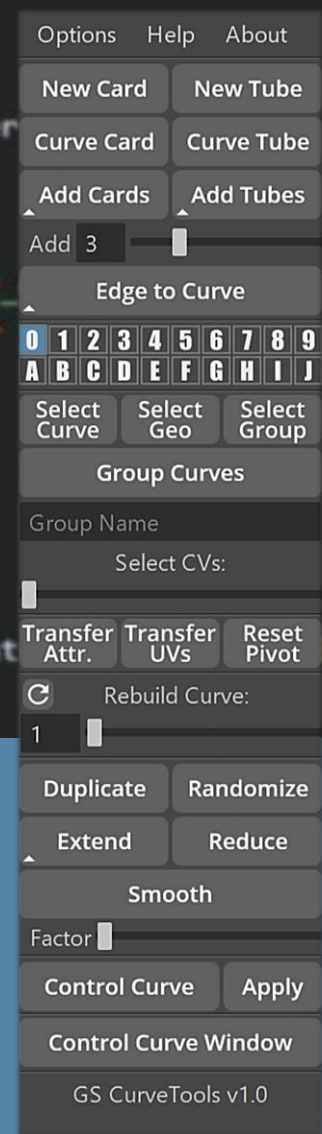 Options Help About
New Card New Tube
Curve Card Curve Tube
Add Cards Add Tubes
Add 3
Edge to Curve
0 1 2 3 4 5 6 7 8 9
A B C D E F G H I J
Select Select Select
Curve Geo Group
Group Curves
Group Name
Select CVs:
Transfer Transfer Reset
Attr. UVs Pivot
Rebuild Curve:
1
Duplicate Randomize
Extend Reduce
Smooth
Factor
Control Curve Apply
Control Curve Window
GS CurveTools v1.0